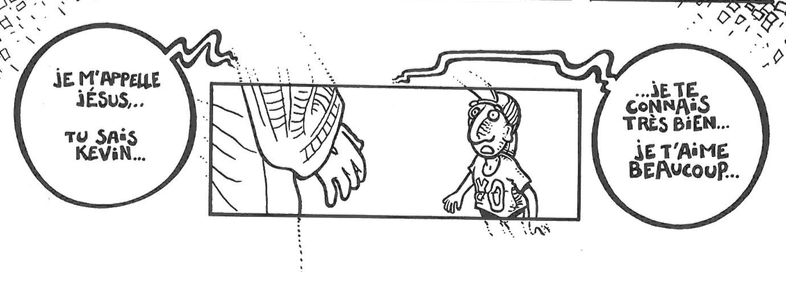 JE M'APPELLE
JÉSUS,..
TU SAIS
KEVIN...
...JE TE
CONNAIS
TRÈS BIEN...
JE T'AIME
BEAUCOUP...
YO